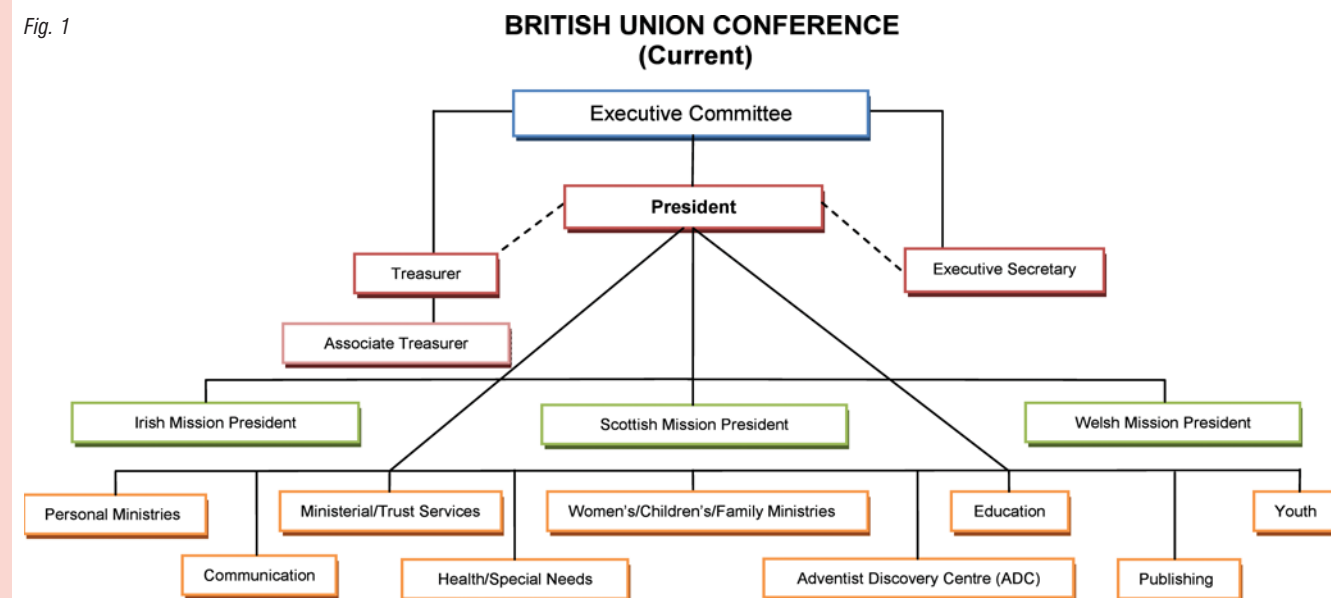 Fig. 1
BRITISH UNION CONFERENCE
(Current)
Executive Committee
President
Treasurer
Executive Secretary
Associate Treasurer
Irish Mission President
Scottish Mission President
Welsh Mission President
Personal Ministries
Ministerial/Trust Services
Women's/Children's/Family Ministries
Education
Youth
Communication
Health/Special Needs
Adventist Discovery Centre (ADC)
Publishing